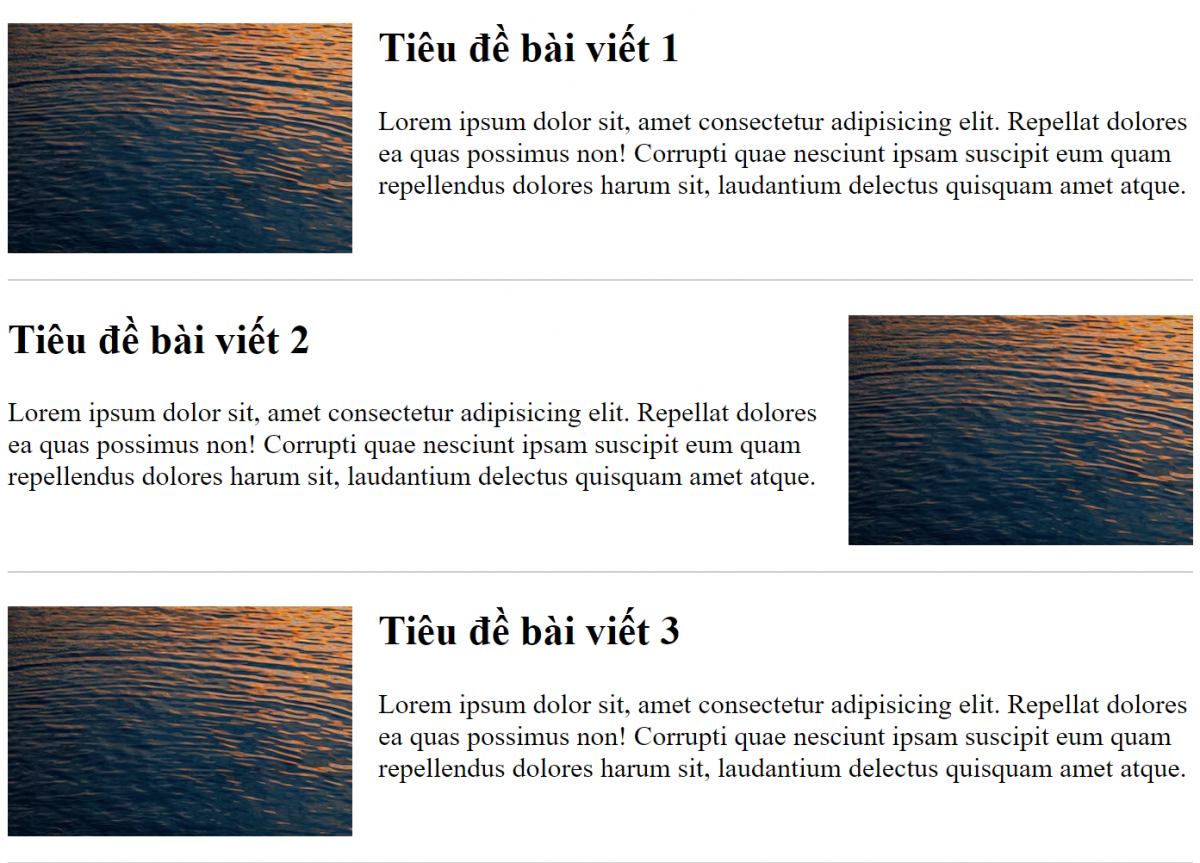 Tiêu đề bài viết 1
Lorem ipsum dolor sit, amet consectetur adipisicing elit. Repellat dolores
ea quas possimus non! Corrupti quae nesciunt ipsam suscipit eum quam
repellendus dolores harum sit, laudantium delectus quisquam amet atque.
Tiêu đề bài viết 2
Lorem ipsum dolor sit, amet consectetur adipisicing elit. Repellat dolores
ea quas possimus non! Corrupti quae nesciunt ipsam suscipit eum quam
repellendus dolores harum sit, laudantium delectus quisquam amet atque.
Tiêu đề bài viết 3
Lorem ipsum dolor sit, amet consectetur adipisicing elit. Repellat dolores
ea quas possimus non! Corrupti quae nesciunt ipsam suscipit eum quam
repellendus dolores harum sit, laudantium delectus quisquam amet atque.